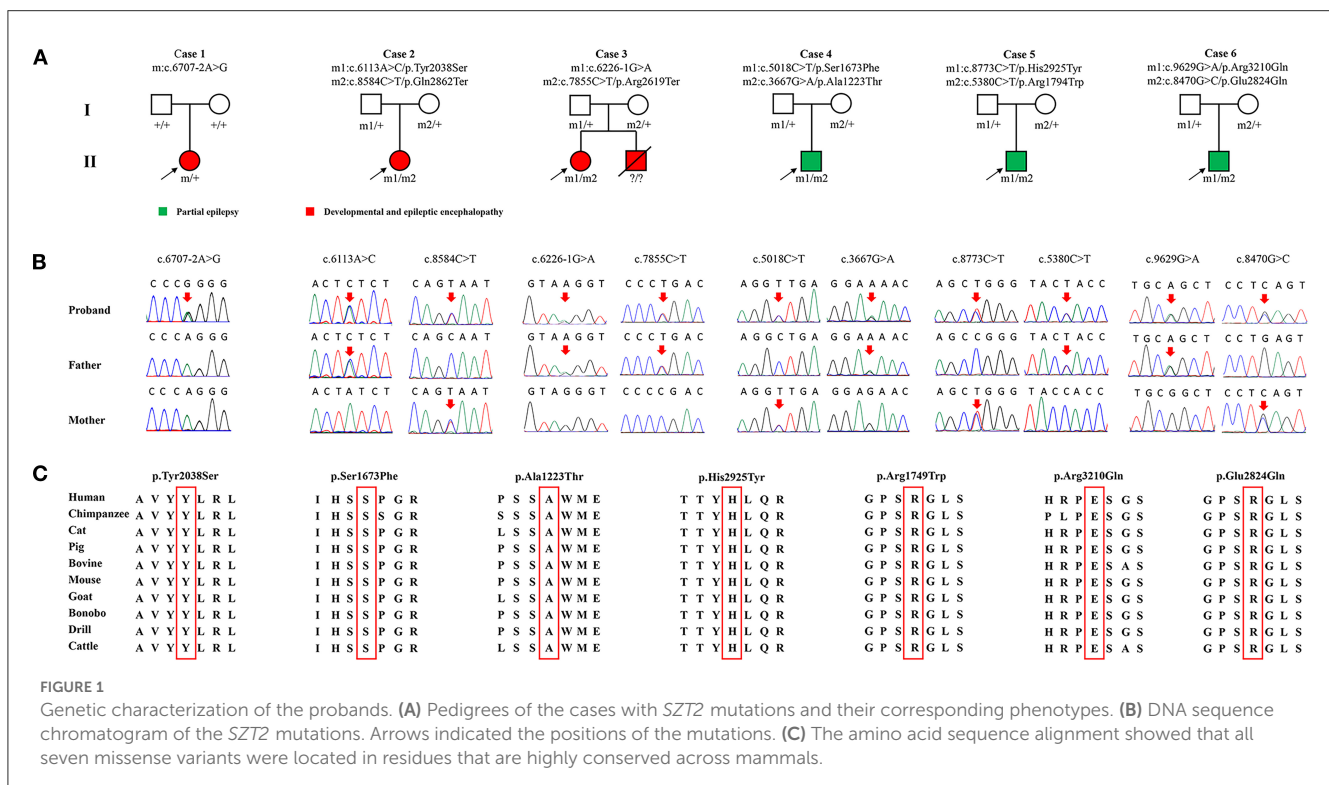 A
Case 1 Case 2 Case 3 Case 4 Case 5 Case 6
m:c.6707-2A>G m1:c.6113A>C/p.Tyr2038Ser m1:c.6226-1G>A m1:c.5018C>T/p.Ser1673Phe m1:c.8773C>T/p.His2925Tyr m1:c.9629G>A/p.Arg3210Gln
m2:c.8584C>T/p.Gln2862Ter m2:c.7855C>T/p.Arg2619Ter m2:c.3667G>A/p.Ala1223Thr m2:c.5380C>T/p.Arg1794Trp m2:c.8470G>C/p.Glu2824Gln
I
+/+ +/+ m1/+ m2/+ m1/+ m2/+ m1/+ m2/+ m1/+ m2/+ m1/+ m2/+
II
m/+ m1/m2 m1/m2 ?/? m1/m2 m1/m2 m1/m2
Partial epilepsy Developmental and epileptic encephalopathy
B
c.6707-2A>G c.6113A>C c.8584C>T c.6226-1G>A c.7855C>T c.5018C>T c.3667G>A c.8773C>T c.5380C>T c.9629G>A c.8470G>C
C C C G G G G A C T C T C T C A G T A A T G T A A G G T C C C T G A C A G G T T G A G G A A A A C A G C T G G G T A C T A C C T G C A G C T C C T C A G T
Proband
C C C A G G G A C T C T C T C A G C A A T G T A A G G T C C C T G A C A G G C T G A G G A A A A C A G C C G G G T A C T A C C T G C A G C T C C T G A G T
Father
C C C A G G G A C T A T C T C A G T A A T G T A G G G T C C C C G A C A G G T T G A G G A G A A C A G C T G G G T A C C A C C T G C G G C T C C T C A G T
Mother
C
p.Tyr2038Ser p.Ser1673Phe p.Ala1223Thr p.His2925Tyr p.Arg1749Trp p.Arg3210Gln p.Glu2824Gln
Human A V Y Y L R L I H S S P G R P S S A W M E T T Y H L Q R G P S R G L S H R P E S G S G P S R G L S
Chimpanzee A V Y Y L R L I H S S S G R S S S A W M E T T Y H L Q R G P S R G L S P L P E S G S G P S R G L S
Cat A V Y Y L R L I H S S P G R L S S A W M E T T Y H L Q R G P S R G L S H R P E S G S G P S R G L S
Pig A V Y Y L R L I H S S P G R P S S A W M E T T Y H L Q R G P S R G L S H R P E S G S G P S R G L S
Bovine A V Y Y L R L I H S S P G R L S S A W M E T T Y H L Q R G P S R G L S H R P E S A S G P S R G L S
Mouse A V Y Y L R L I H S S P G R P S S A W M E T T Y H L Q R G P S R G L S H R P E S G S G P S R G L S
Goat A V Y Y L R L I H S S P G R L S S A W M E T T Y H L Q R G P S R G L S H R P E S G S G P S R G L S
Bonobo A V Y Y L R L I H S S P G R P S S A W M E T T Y H L Q R G P S R G L S H R P E S G S G P S R G L S
Drill A V Y Y L R L I H S S P G R P S S A W M E T T Y H L Q R G P S R G L S H R P E S G S G P S R G L S
Cattle A V Y Y L R L I H S S P G R L S S A W M E T T Y H L Q R G P S R G L S H R P E S A S G P S R G L S
FIGURE 1
Genetic characterization of the probands. (A) Pedigrees of the cases with SZT2 mutations and their corresponding phenotypes. (B) DNA sequence
chromatogram of the SZT2 mutations. Arrows indicated the positions of the mutations. (C) The amino acid sequence alignment showed that all
seven missense variants were located in residues that are highly conserved across mammals.